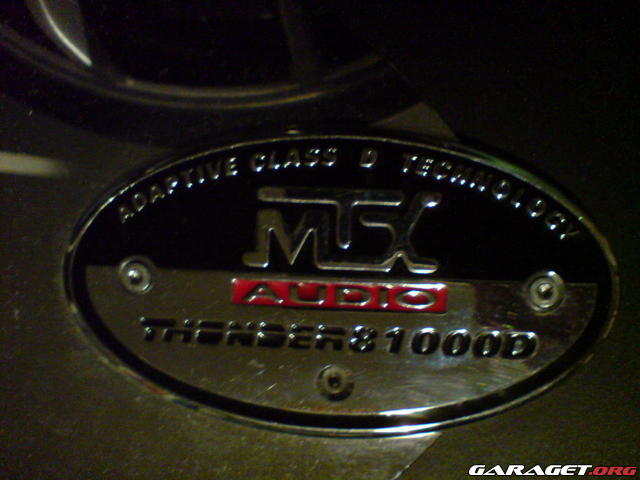 ADAPTIVE CLASS D TECHNOLOGY
MTX
AUDIO
THUNDER81000D
GARAGET.ORG